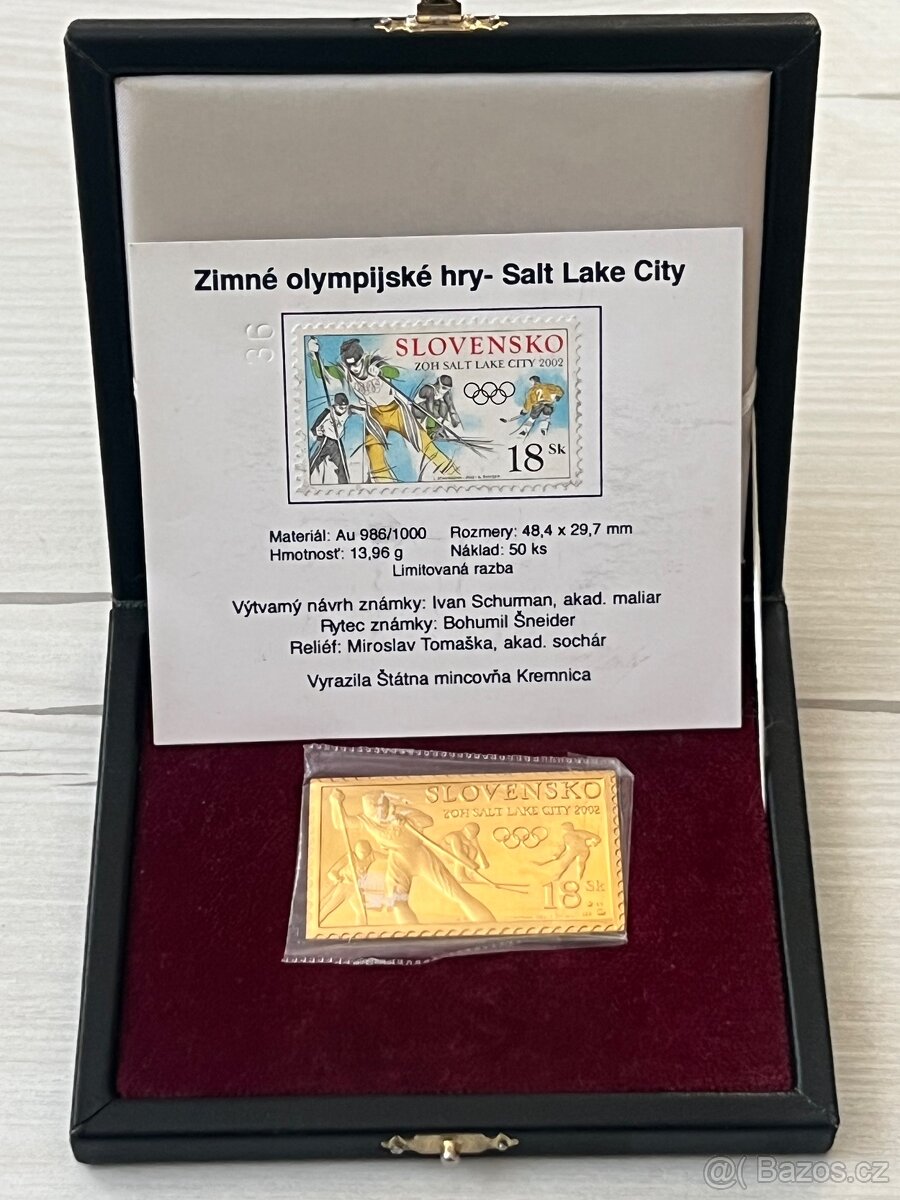 Zimné olympijské hry- Salt Lake City
36
SLOVENSKO
ZOH SALT LAKE CITY 2002
18 Sk
Materiál: Au 986/1000 Rozmery: 48,4 x 29,7 mm
Hmotnosť: 13,96 g Náklad: 50 ks
Limitovaná razba
Výtvarný návrh známky: Ivan Schurman, akad. maliar
Rytec známky: Bohumil Šneider
Reliéf: Miroslav Tomaška, akad. sochár
Vyrazila Štátna mincovňa Kremnica
SLOVENSKO
ZOH SALT LAKE CITY 2002
18 Sk
@( Bazos.cz